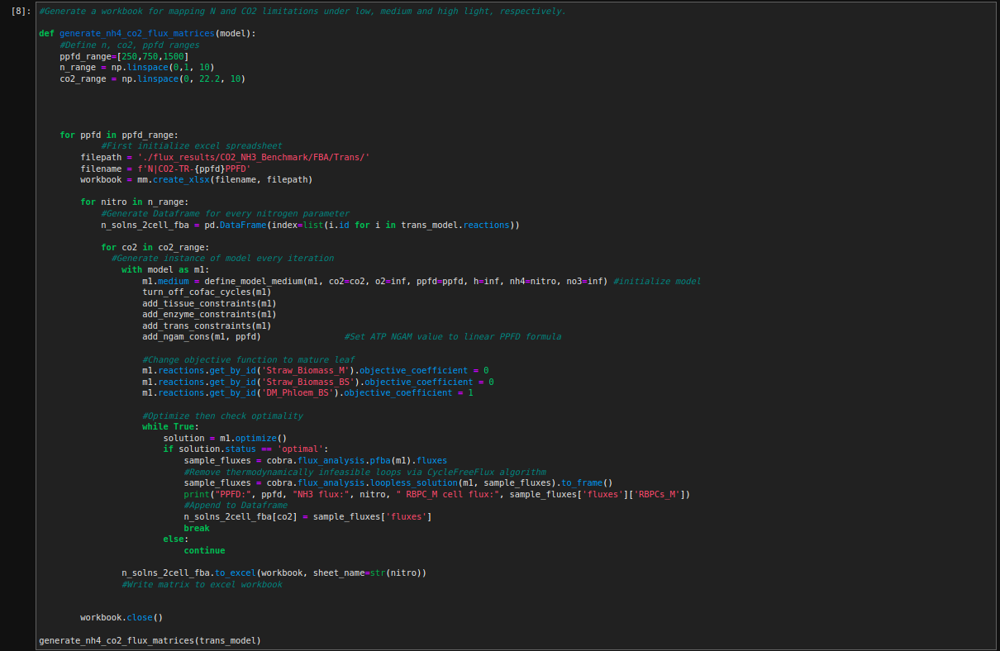 [8]: #Generate a workbook for mapping N and CO2 limitations under low, medium and high light, respectively.
def generate_nh4_co2_flux_matrices(model):
    #Define n, co2, ppfd ranges
    ppfd_range=[250,750,1500]
    n_range = np.linspace(0,1, 10)
    co2_range = np.linspace(0, 22.2, 10)
    for ppfd in ppfd_range:
            #First initialize excel spreadsheet
        filepath = './flux_results/CO2_NH3_Benchmark/FBA/Trans/'
        filename = f'N|CO2-TR-{ppfd}PPFD'
        workbook = mm.create_xlsx(filename, filepath)
        for nitro in n_range:
            #Generate Dataframe for every nitrogen parameter
            n_solns_2cell_fba = pd.DataFrame(index=list(i.id for i in trans_model.reactions))
            for co2 in co2_range:
              #Generate instance of model every iteration
                with model as m1:
                    m1.medium = define_model_medium(m1, co2=co2, o2=inf, ppfd=ppfd, h=inf, nh4=nitro, no3=inf) #initialize model
                    turn_off_cofac_cycles(m1)
                    add_tissue_constraints(m1)
                    add_enzyme_constraints(m1)
                    add_trans_constraints(m1)
                    add_ngam_cons(m1, ppfd)                #Set ATP NGAM value to linear PPFD formula
                    #Change objective function to mature leaf
                    m1.reactions.get_by_id('Straw_Biomass_M').objective_coefficient = 0
                    m1.reactions.get_by_id('Straw_Biomass_BS').objective_coefficient = 0
                    m1.reactions.get_by_id('DM_Phloem_BS').objective_coefficient = 1
                    #Optimize then check optimality
                    while True:
                        solution = m1.optimize()
                        if solution.status == 'optimal':
                            sample_fluxes = cobra.flux_analysis.pfba(m1).fluxes
                            #Remove thermodynamically infeasible loops via CycleFreeFlux algorithm
                            sample_fluxes = cobra.flux_analysis.loopless_solution(m1, sample_fluxes).to_frame()
                            print("PPFD:", ppfd, "NH3 flux:", nitro, " RBPC_M cell flux:", sample_fluxes['fluxes']['RBPCs_M'])
                            #Append to Dataframe
                            n_solns_2cell_fba[co2] = sample_fluxes['fluxes']
                            break
                        else:
                            continue
                n_solns_2cell_fba.to_excel(workbook, sheet_name=str(nitro))
                #Write matrix to excel workbook
        workbook.close()
generate_nh4_co2_flux_matrices(trans_model)